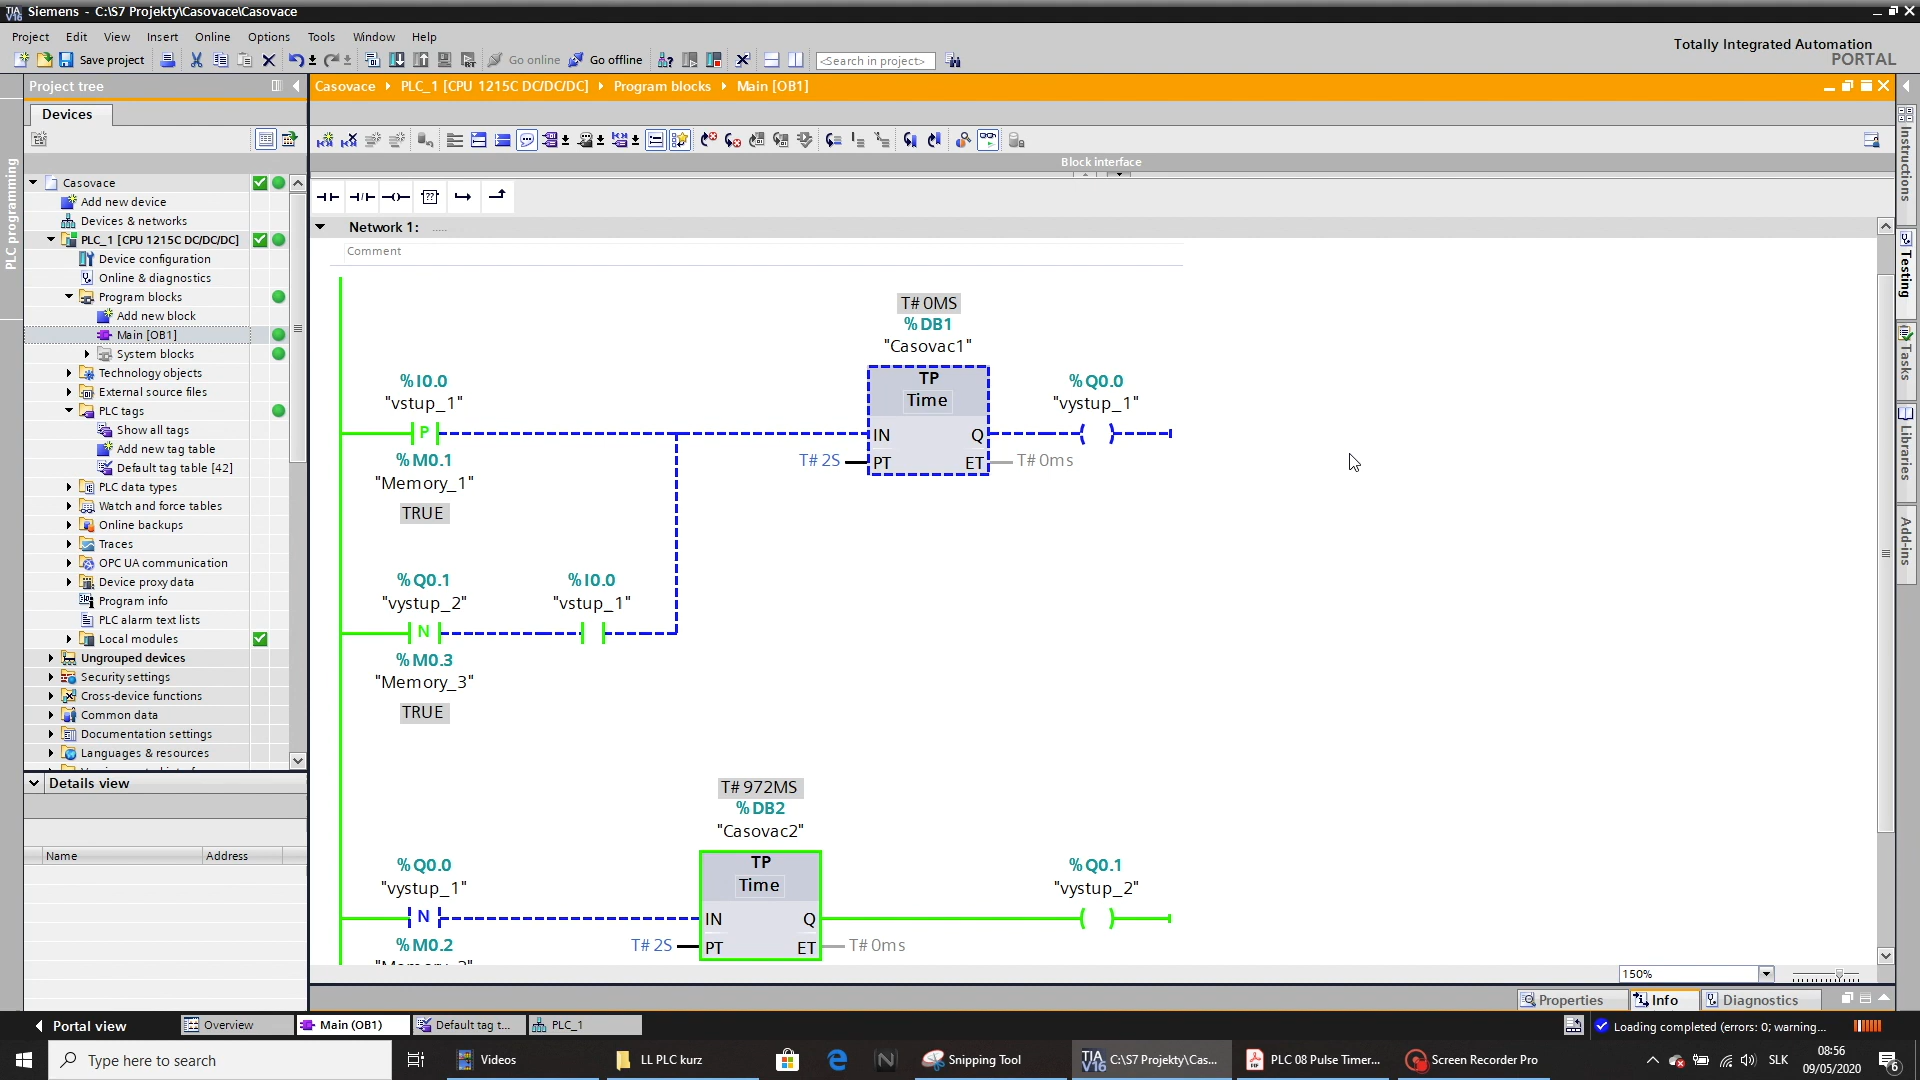 Siemens - C:\S7 Projekty\Casovace\Casovace
Project Edit View Insert Online Options Tools Window Help
Totally Integrated Automation
PORTAL
Save project
Go online
Go offline
<Search in project>
Project tree
Casovace PLC_1 [CPU 1215C DC/DC/DC] Program blocks Main [OB1]
Devices
PLC programming
Block interface
Casovace
Add new device
Devices & networks
PLC_1 [CPU 1215C DC/DC/DC]
Device configuration
Online & diagnostics
Program blocks
Add new block
Main [OB1]
System blocks
Technology objects
External source files
PLC tags
Show all tags
Add new tag table
Default tag table [42]
PLC data types
Watch and force tables
Online backups
Traces
OPC UA communication
Device proxy data
Program info
PLC alarm text lists
Local modules
Ungrouped devices
Security settings
Cross-device functions
Common data
Documentation settings
Languages & resources
Details view
Name Address
Network 1: .....
Comment
T#0MS
%DB1
"Casovac1"
TP
Time
IN Q
PT ET
T#2S
T#0ms
%I0.0
"vstup_1"
P
%M0.1
"Memory_1"
TRUE
%Q0.0
"vystup_1"
%Q0.1
"vystup_2"
N
%M0.3
"Memory_3"
TRUE
%I0.0
"vstup_1"
T#972MS
%DB2
"Casovac2"
TP
Time
IN Q
PT ET
T#2S
T#0ms
%Q0.0
"vystup_1"
N
%M0.2
%Q0.1
"vystup_2"
150%
Instructions
Testing
Tasks
Libraries
Add-ins
Properties Info Diagnostics
Portal view Overview Main (OB1) Default tag t... PLC_1
Loading completed (errors: 0; warning...
Type here to search
Videos
LL PLC kurz
Snipping Tool
TIA V16
C:\S7 Projekty\Cas...
PLC 08 Pulse Timer...
Screen Recorder Pro
SLK
08:56
09/05/2020
6